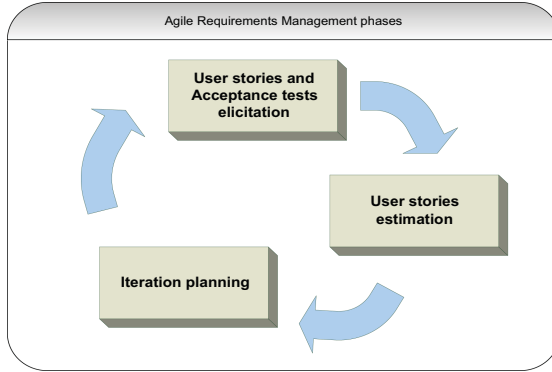 Agile Requirements Management phases
User stories and
Acceptance tests
elicitation
User stories
estimation
Iteration planning